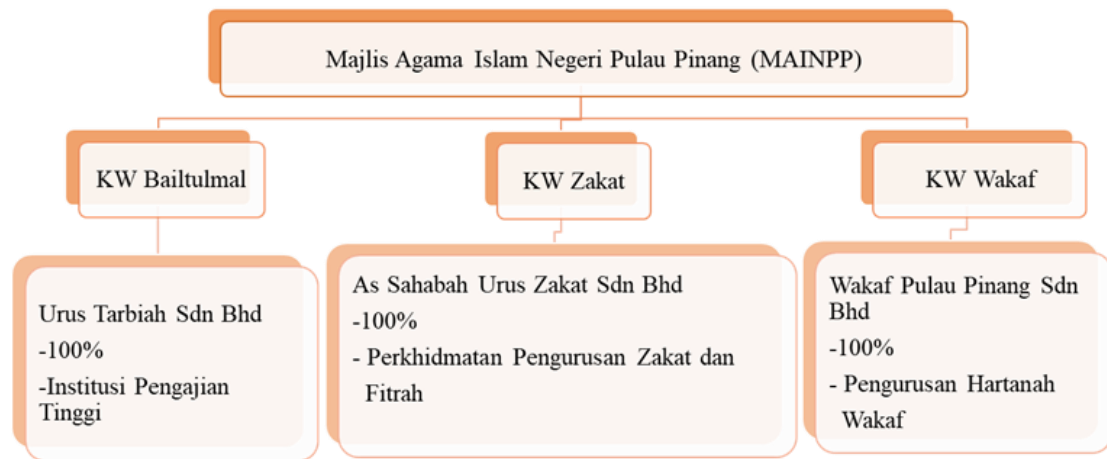 Majlis Agama Islam Negeri Pulau Pinang (MAINPP)
KW Bailtulmal
KW Zakat
KW Wakaf
Urus Tarbiah Sdn Bhd
-100%
-Institusi Pengajian
Tinggi
As Sahabah Urus Zakat Sdn Bhd
-100%
- Perkhidmatan Pengurusan Zakat dan
Fitrah
Wakaf Pulau Pinang Sdn
Bhd
-100%
- Pengurusan Hartanah
Wakaf